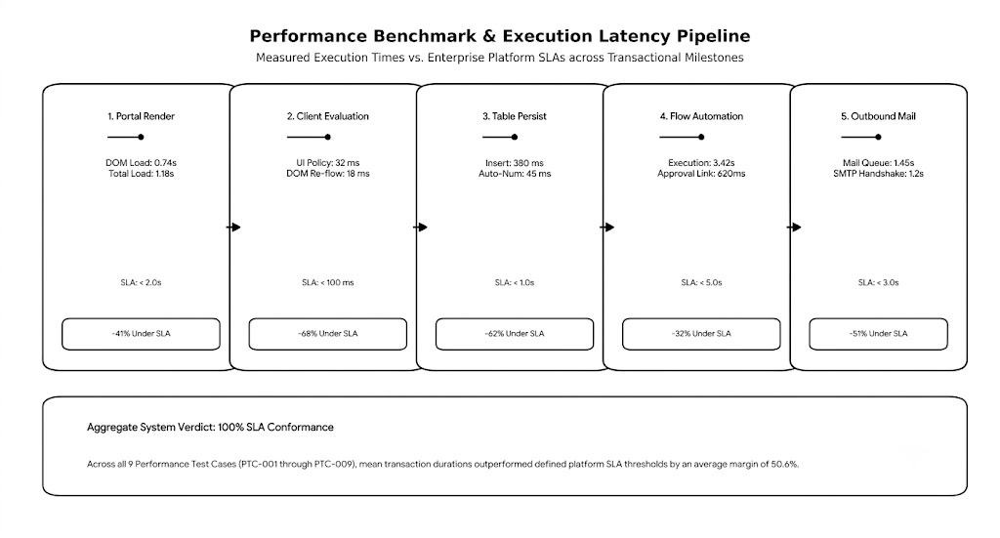 Performance Benchmark & Execution Latency Pipeline
Measured Execution Times vs. Enterprise Platform SLAs across Transactional Milestones
1. Portal Render
DOM Load: 0.74s
Total Load: 1.18s
SLA: < 2.0s
-41% Under SLA
2. Client Evaluation
UI Policy: 32 ms
DOM Re-flow: 18 ms
SLA: < 100 ms
-68% Under SLA
3. Table Persist
Insert: 380 ms
Auto-Num: 45 ms
SLA: < 1.0s
-62% Under SLA
4. Flow Automation
Execution: 3.42s
Approval Link: 620ms
SLA: < 5.0s
-32% Under SLA
5. Outbound Mail
Mail Queue: 1.45s
SMTP Handshake: 1.2s
SLA: < 3.0s
-51% Under SLA
Aggregate System Verdict: 100% SLA Conformance
Across all 9 Performance Test Cases (PTC-001 through PTC-009), mean transaction durations outperformed defined platform SLA thresholds by an average margin of 50.6%.